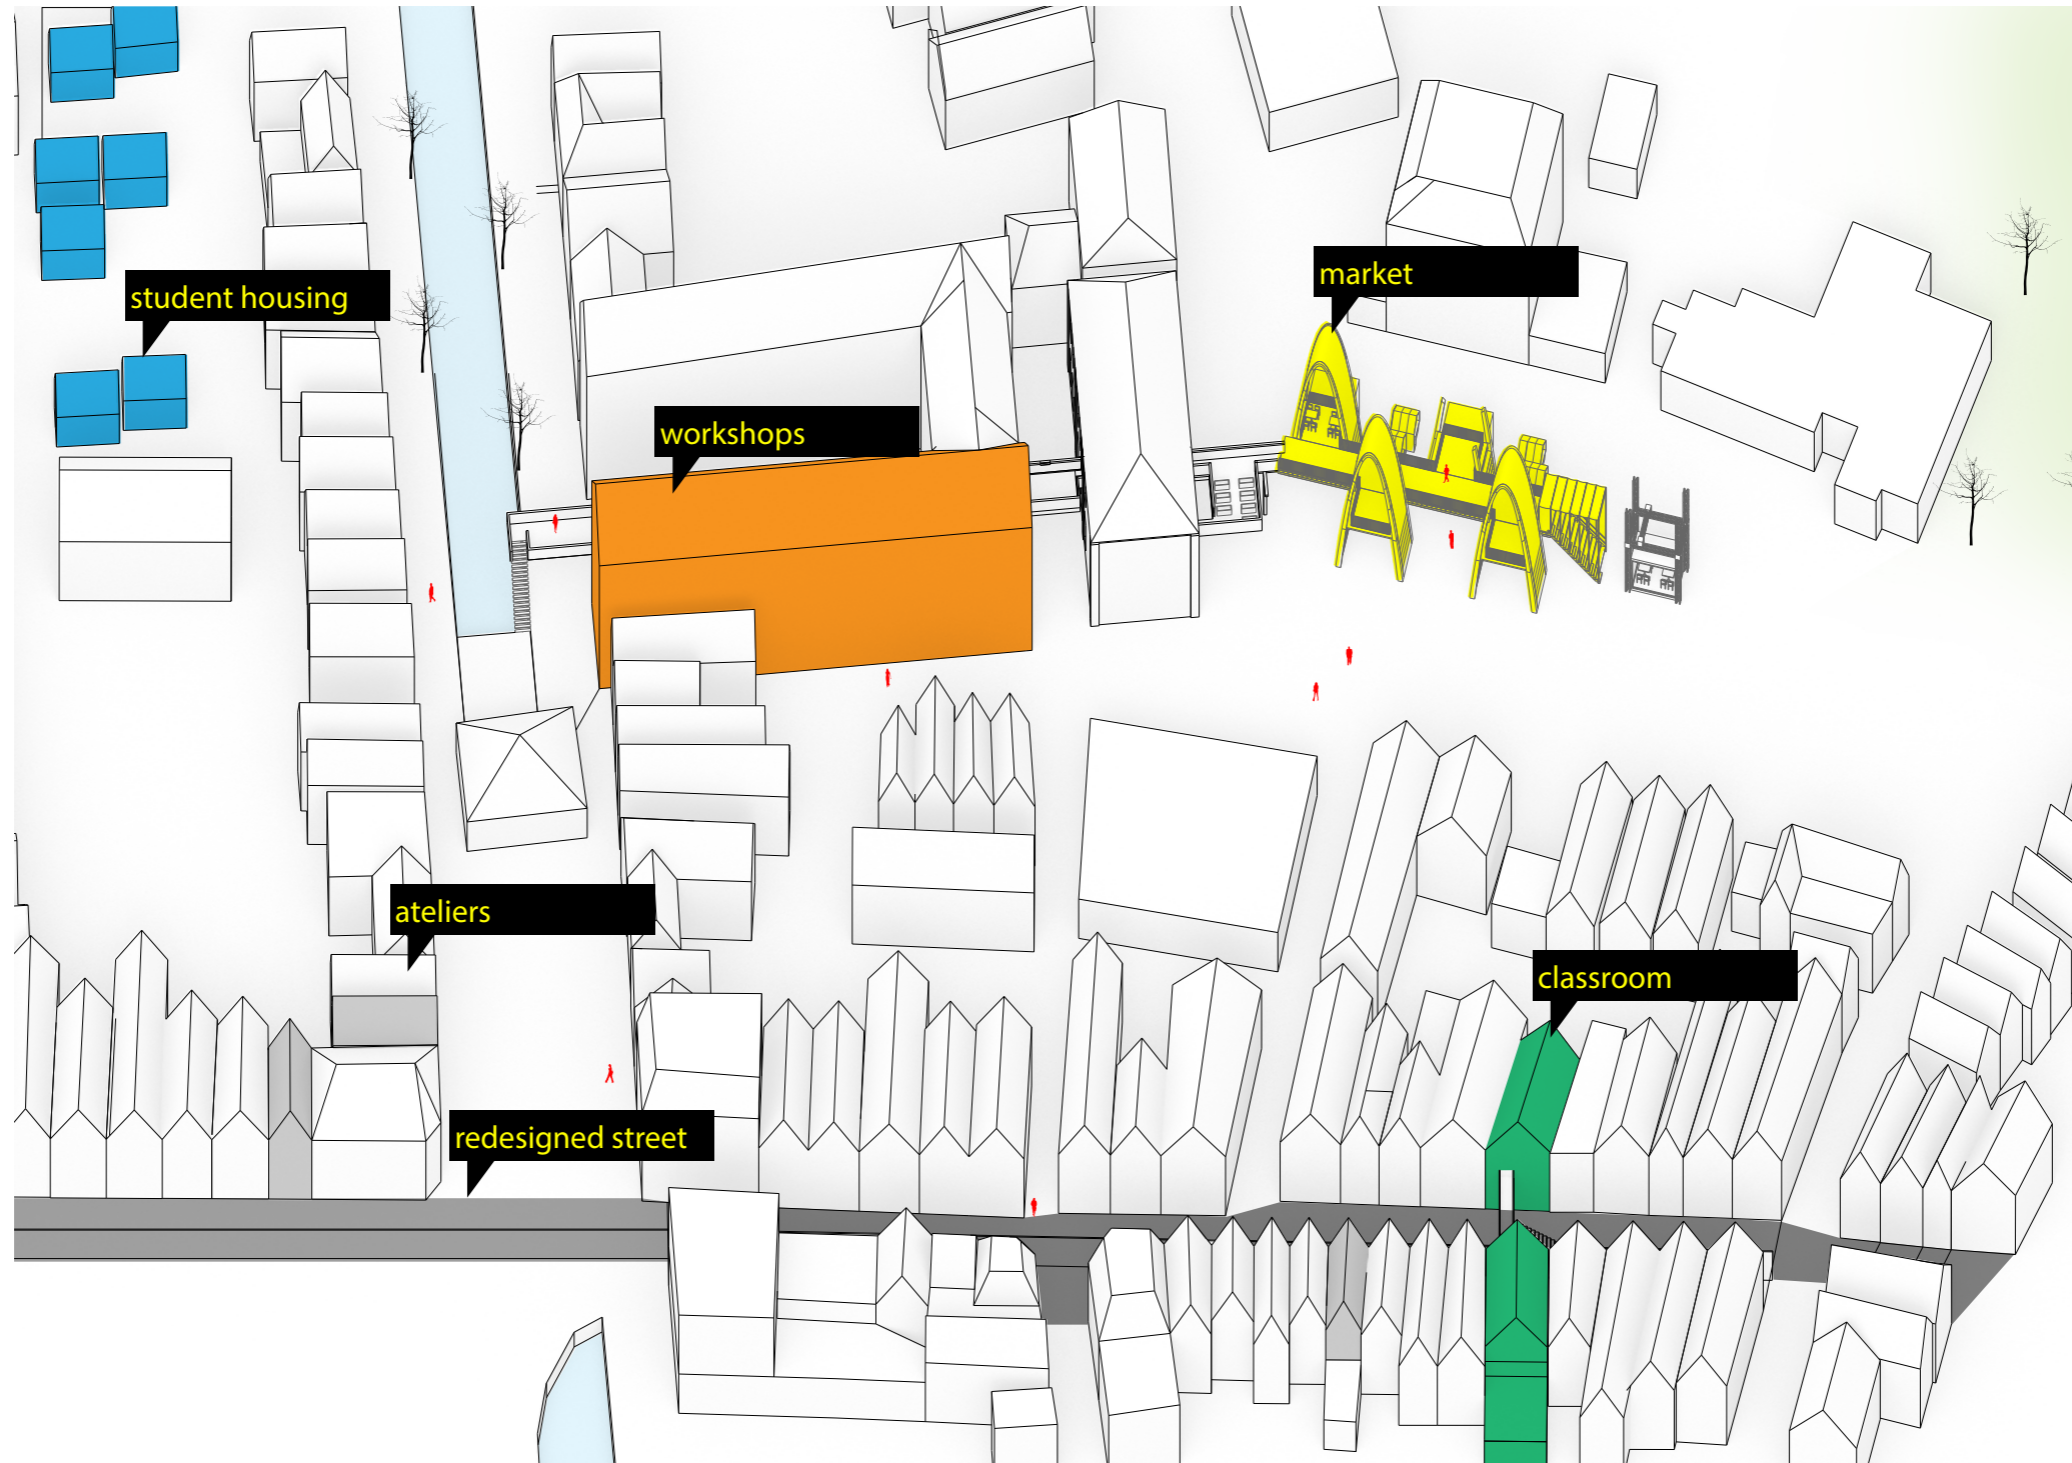 market
student housing
workshops
ateliers
classroom
redesigned street